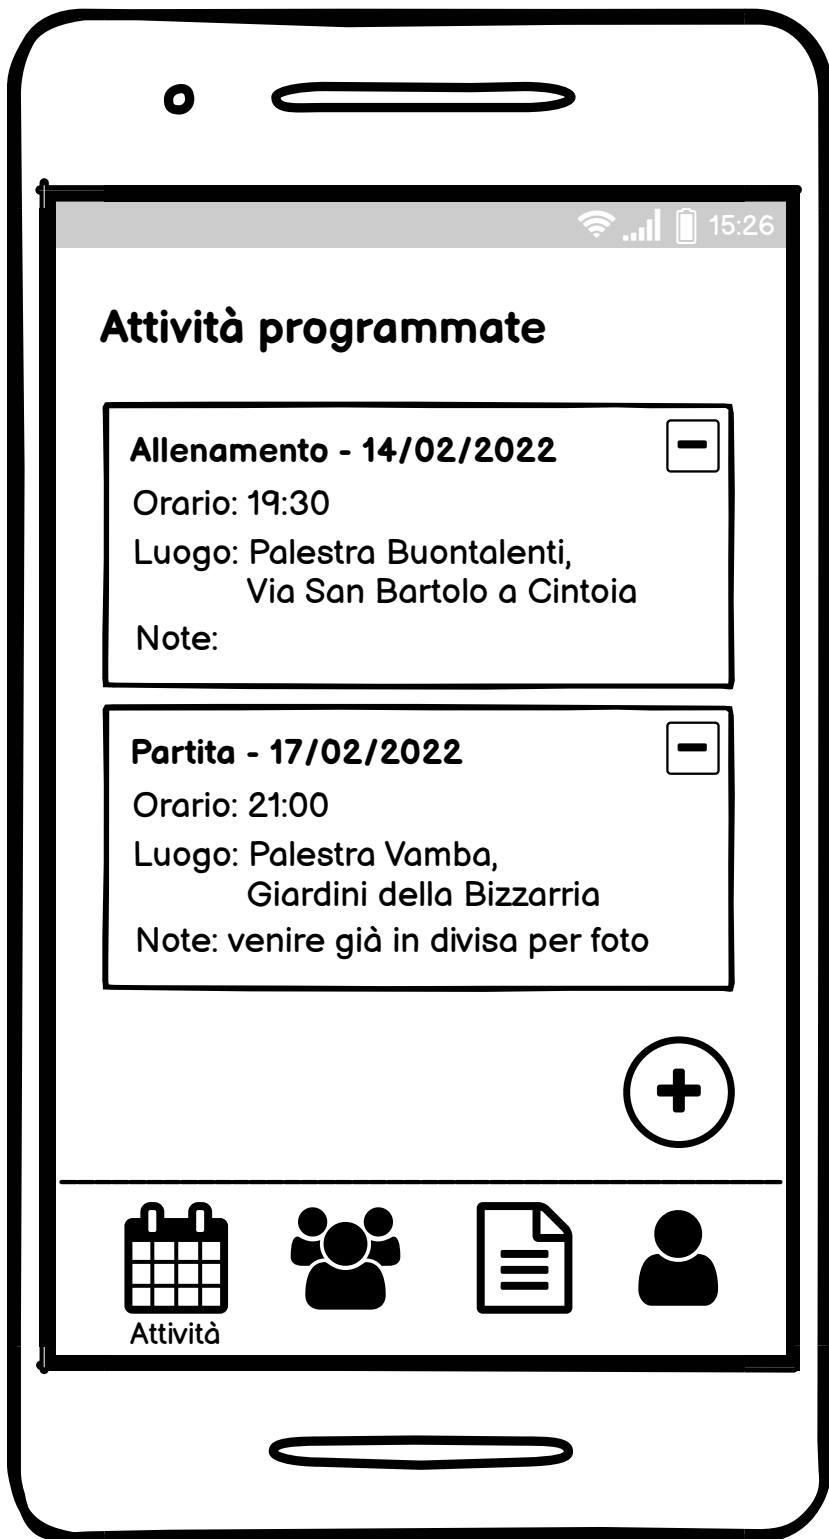 15:26
Attività programmate
Allenamento - 14/02/2022
Orario: 19:30
Luogo: Palestra Buontalenti,
Via San Bartolo a Cintoia
Note:
Partita - 17/02/2022
Orario: 21:00
Luogo: Palestra Vamba,
Giardini della Bizzarria
Note: venire già in divisa per foto
Attività